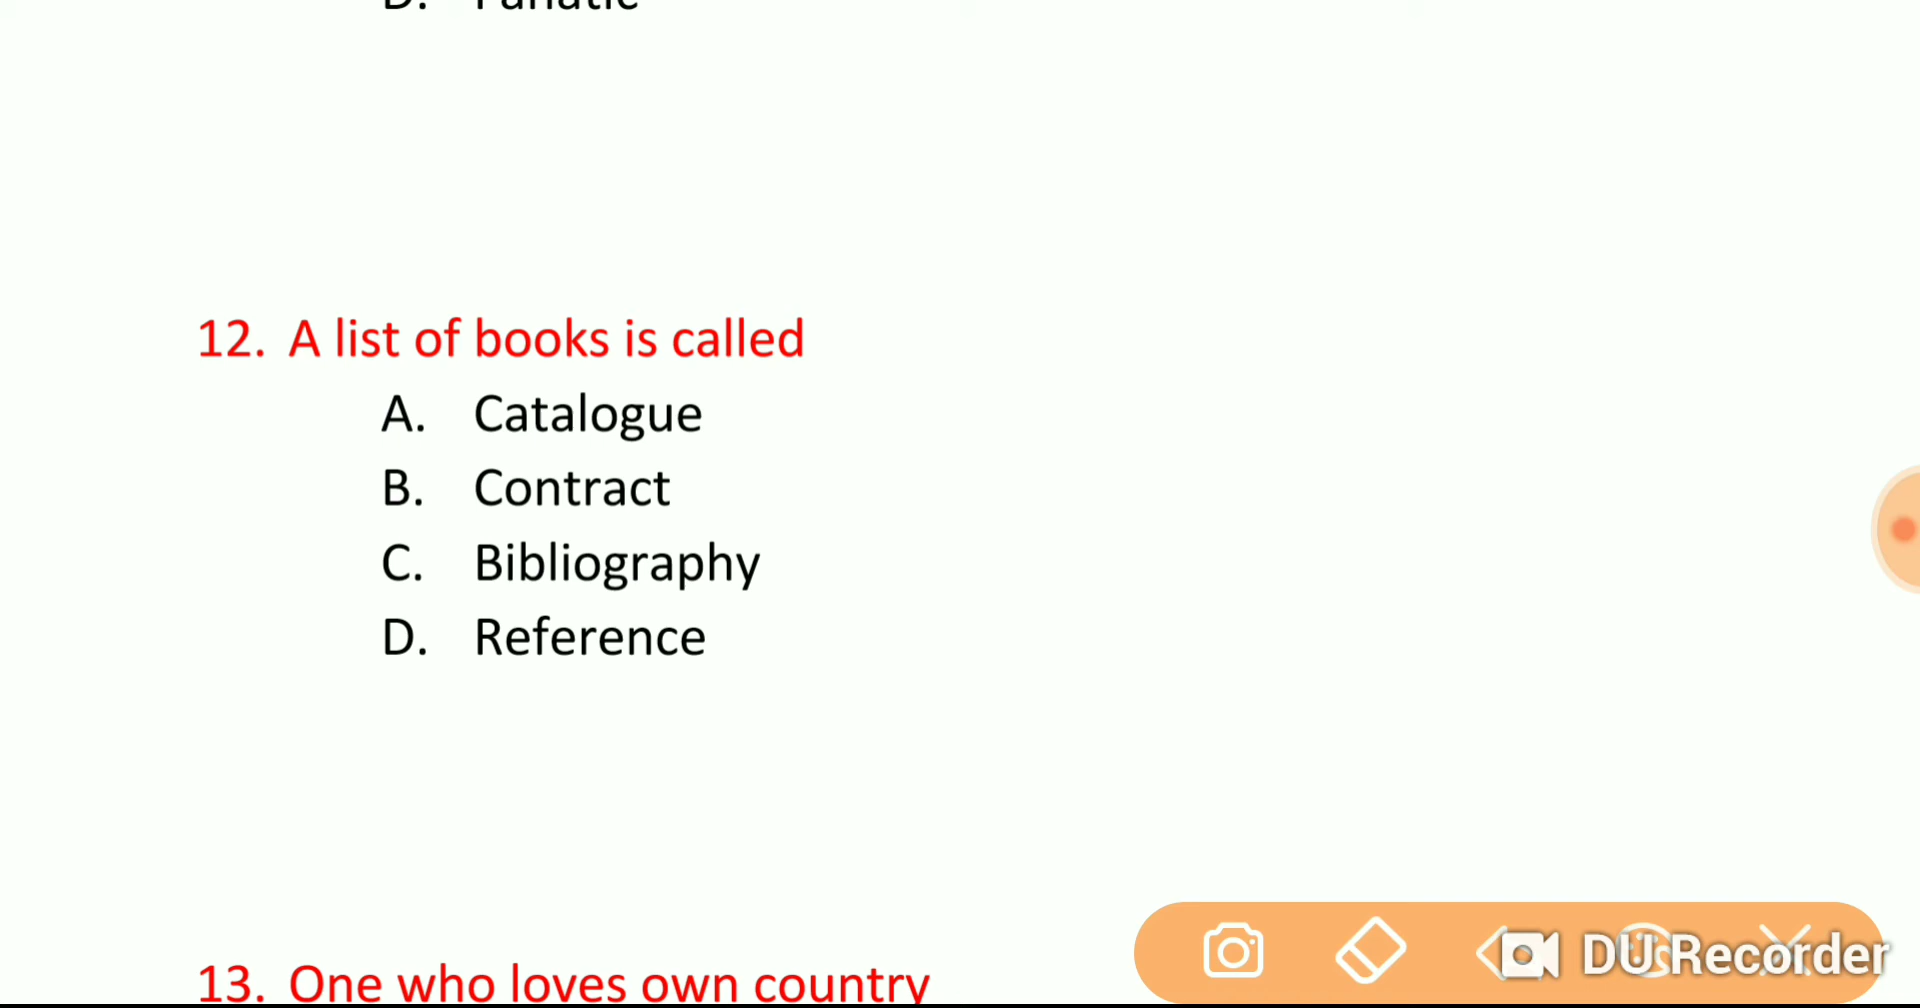 D. Fanatic
12. A list of books is called
A. Catalogue
B. Contract
C. Bibliography
D. Reference
13. One who loves own country
DU Recorder